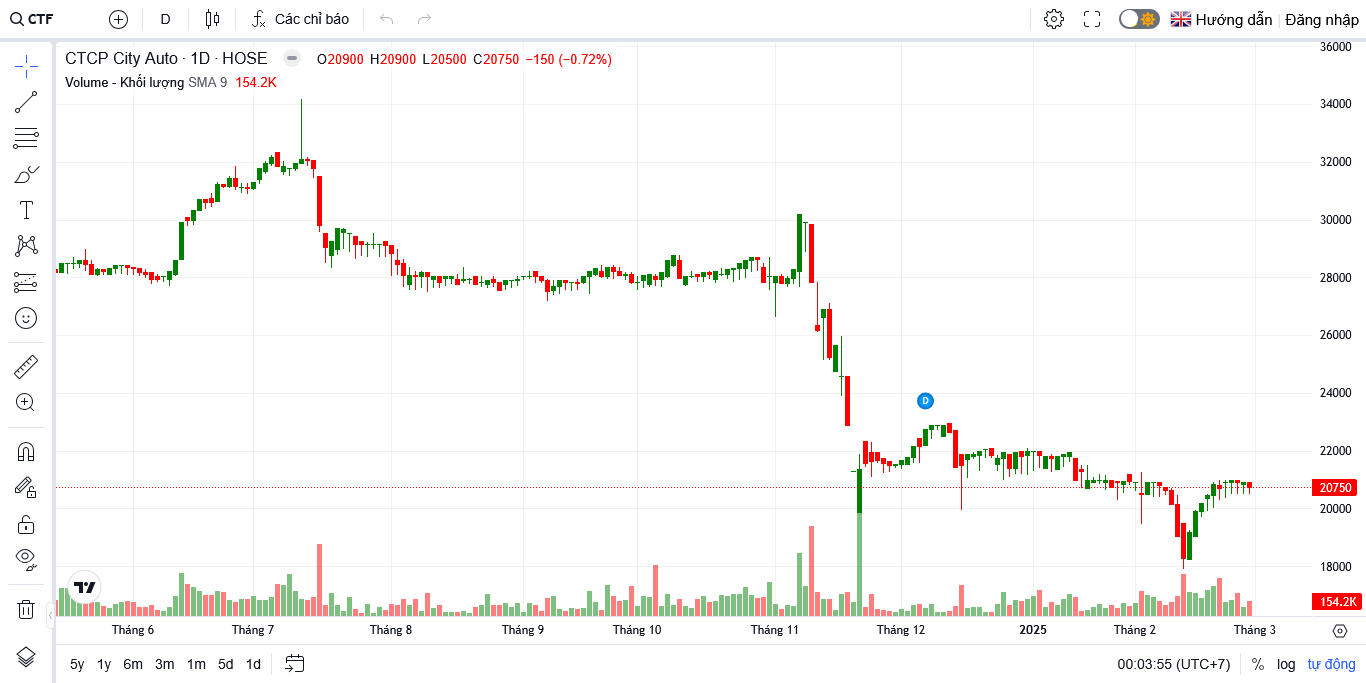 CTF D Các chỉ báo Hướng dẫn Đăng nhập
CTCP City Auto · 1D · HOSE O20900 H20900 L20500 C20750 −150 (−0.72%)
Volume - Khối lượng SMA 9 154.2K
36000
34000
32000
30000
28000
26000
24000
D
22000
20750
20000
18000
154.2K
Tháng 6 Tháng 7 Tháng 8 Tháng 9 Tháng 10 Tháng 11 Tháng 12 2025 Tháng 2 Tháng 3
5y 1y 6m 3m 1m 5d 1d 00:03:55 (UTC+7) % log tự động